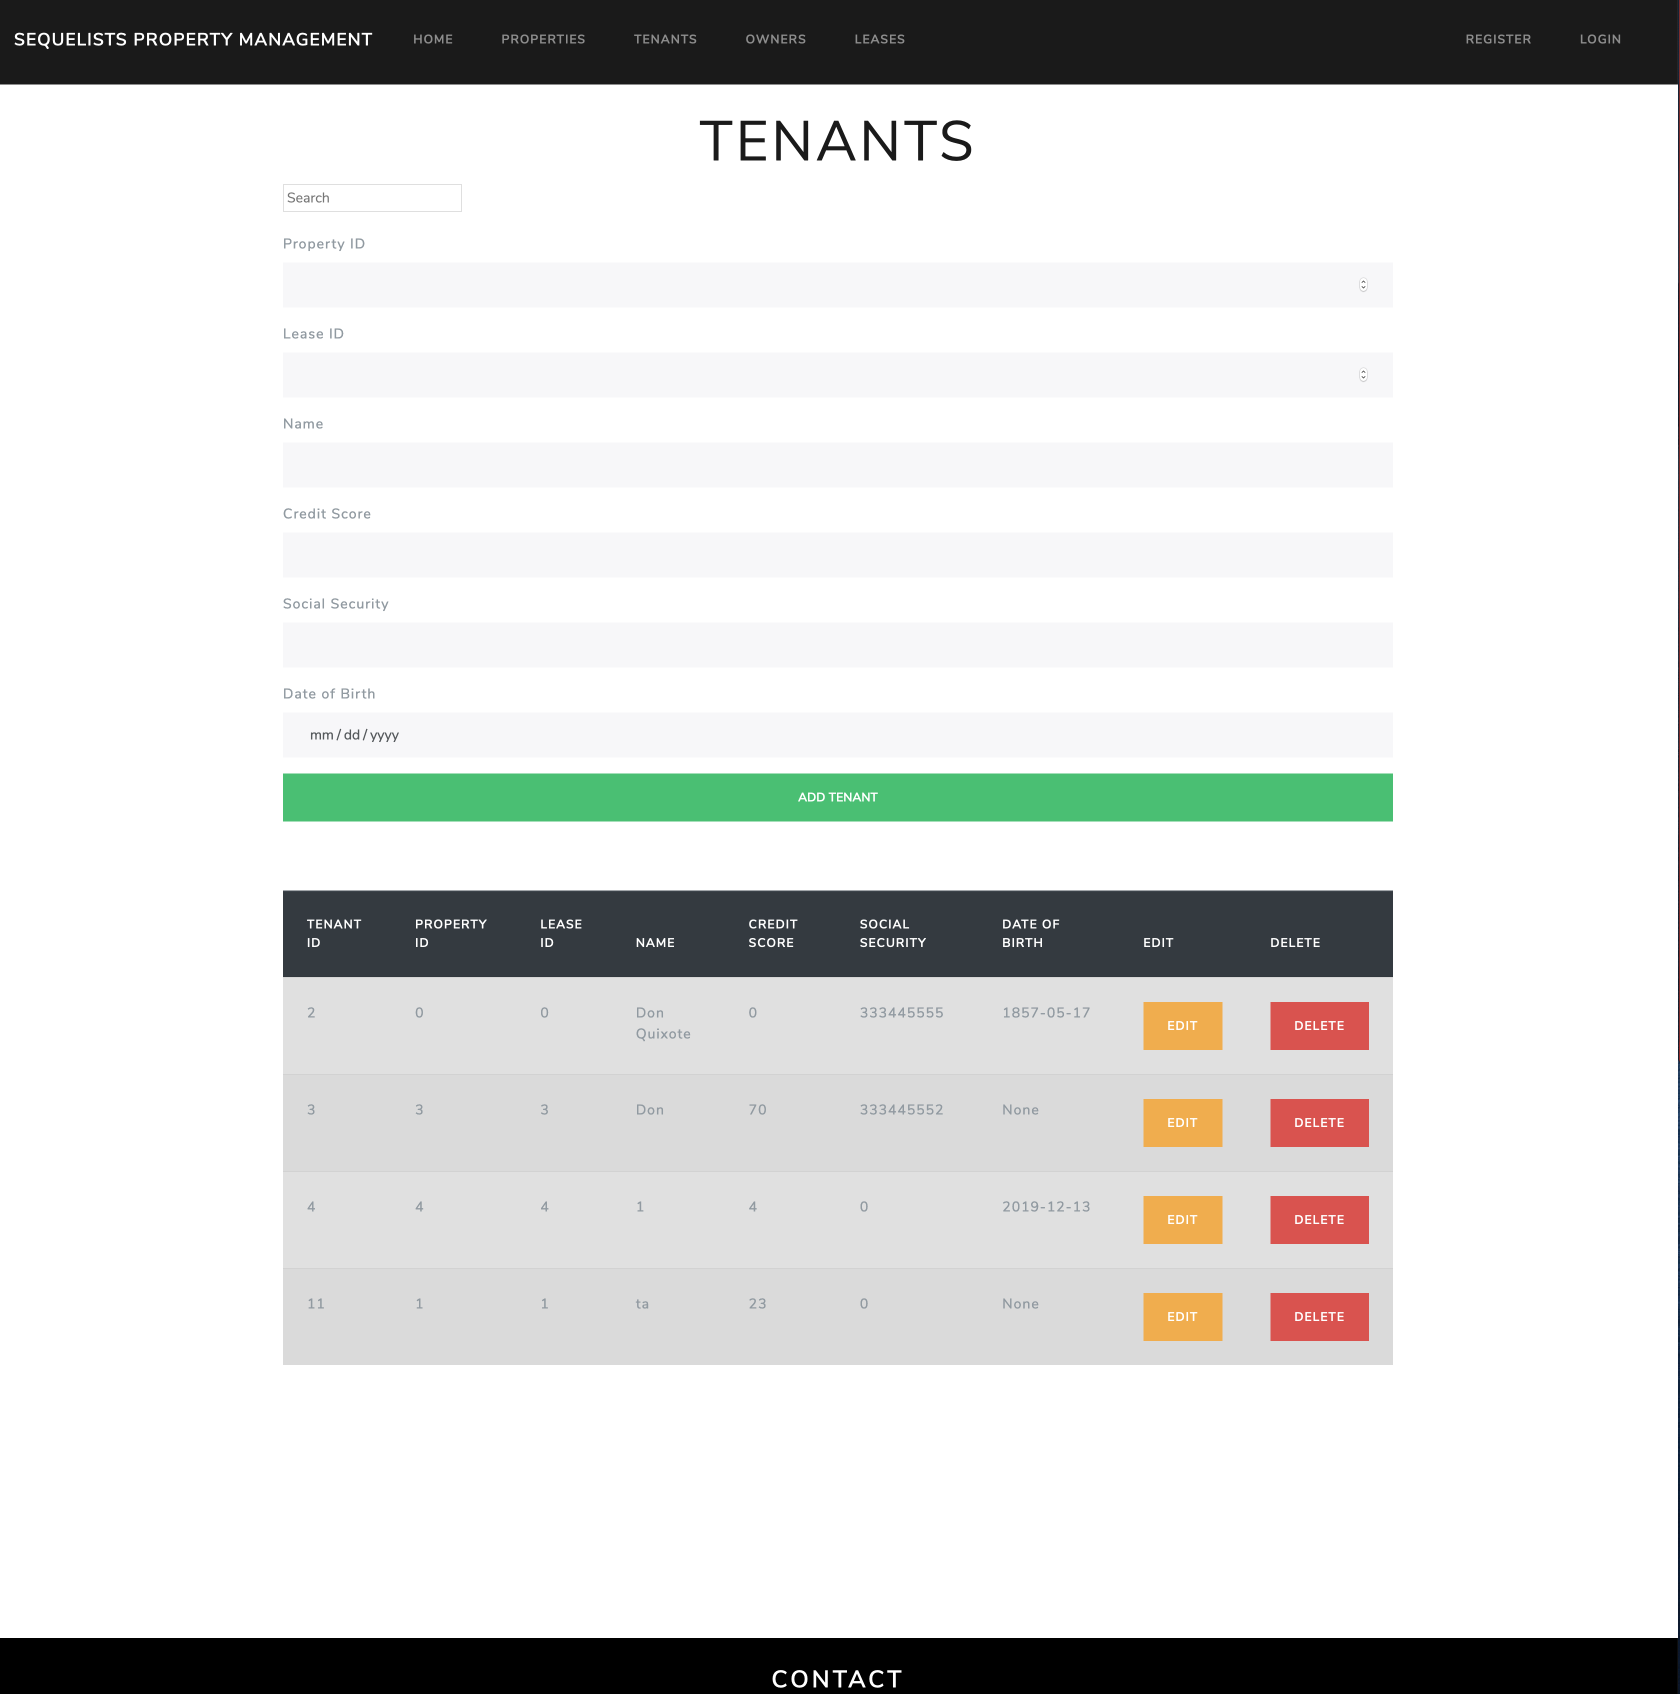 SEQUELISTS PROPERTY MANAGEMENT HOME PROPERTIES TENANTS OWNERS LEASES REGISTER LOGIN
TENANTS
Search
Property ID
Lease ID
Name
Credit Score
Social Security
Date of Birth
mm / dd / yyyy
ADD TENANT
TENANT ID PROPERTY ID LEASE ID NAME CREDIT SCORE SOCIAL SECURITY DATE OF BIRTH EDIT DELETE
2 0 0 Don Quixote 0 333445555 1857-05-17 EDIT DELETE
3 3 3 Don 70 333445552 None EDIT DELETE
4 4 4 1 4 0 2019-12-13 EDIT DELETE
11 1 1 ta 23 0 None EDIT DELETE
CONTACT